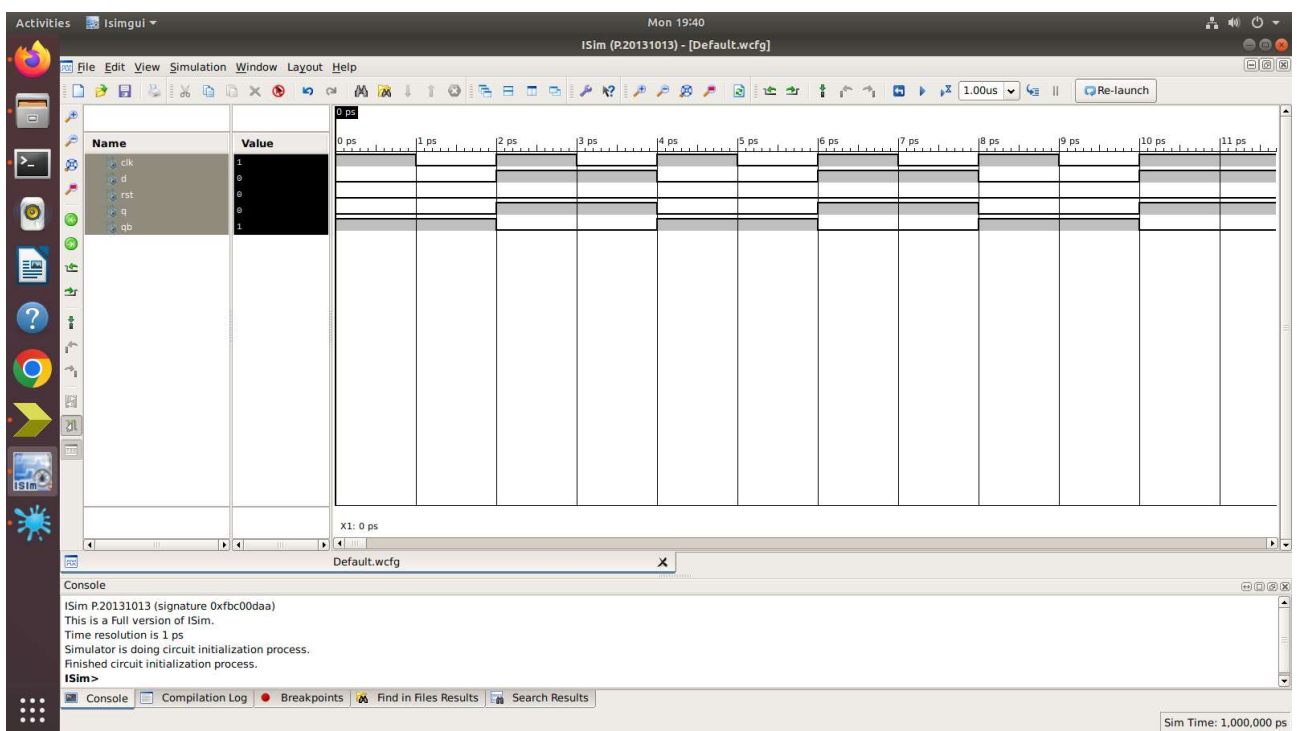 Activities Isimgui Mon 19:40
ISim (P.20131013) - [Default.wcfg]
File Edit View Simulation Window Layout Help
1.00us Re-launch
0 ps
Name Value 0 ps 1 ps 2 ps 3 ps 4 ps 5 ps 6 ps 7 ps 8 ps 9 ps 10 ps 11 ps
clk 1
d 0
rst 0
q 0
qb 1
X1: 0 ps
Default.wcfg
Console
ISim P.20131013 (signature 0xfbc00daa)
This is a Full version of ISim.
Time resolution is 1 ps
Simulator is doing circuit initialization process.
Finished circuit initialization process.
ISim>
Console Compilation Log Breakpoints Find in Files Results Search Results
Sim Time: 1,000,000 ps